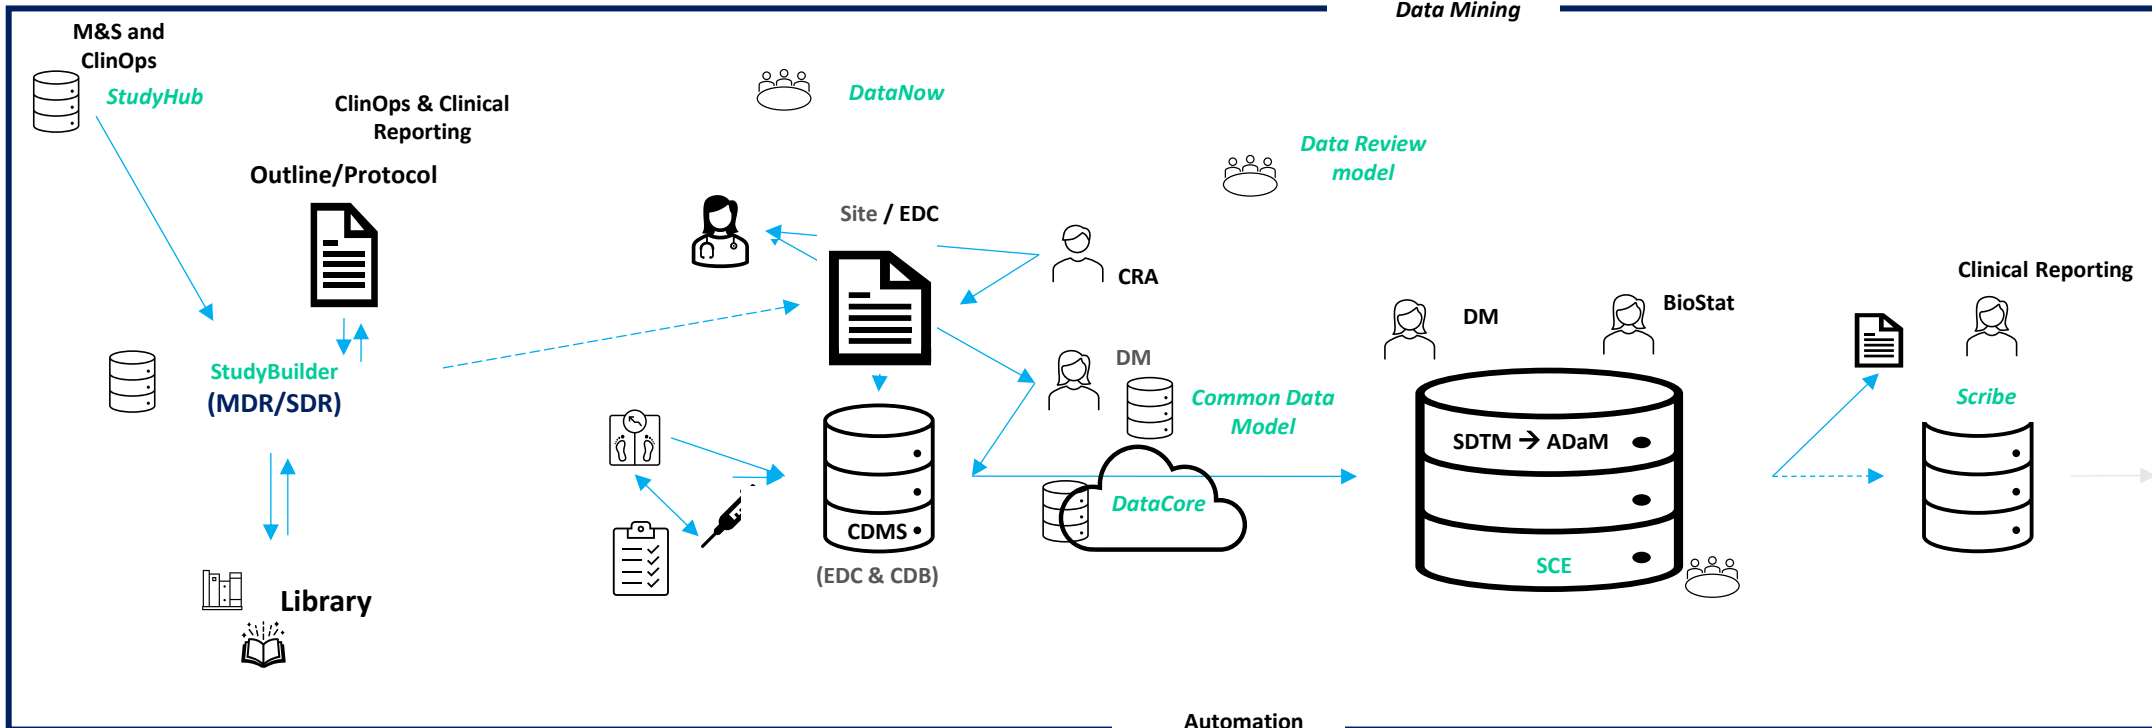 Data Mining
M&S and
ClinOps
StudyHub
ClinOps & Clinical
Reporting
Outline/Protocol
DataNow
Data Review
model
Site / EDC
CRA
Clinical Reporting
DM
BioStat
StudyBuilder
(MDR/SDR)
DM
Common Data
Model
Scribe
SDTM → ADaM
DataCore
CDMS
SCE
(EDC & CDB)
Library
Automation